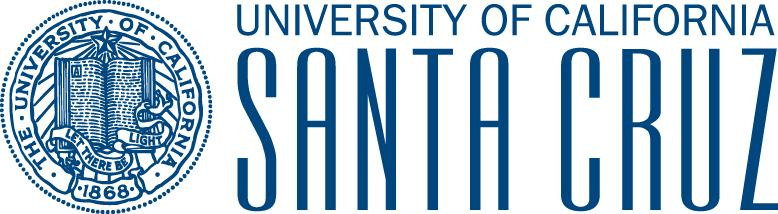 THE · UNIVERSITY · OF · CALIFORNIA ·
A
LET THERE BE
LIGHT
· 1868 ·
UNIVERSITY OF CALIFORNIA
SANTA CRUZ